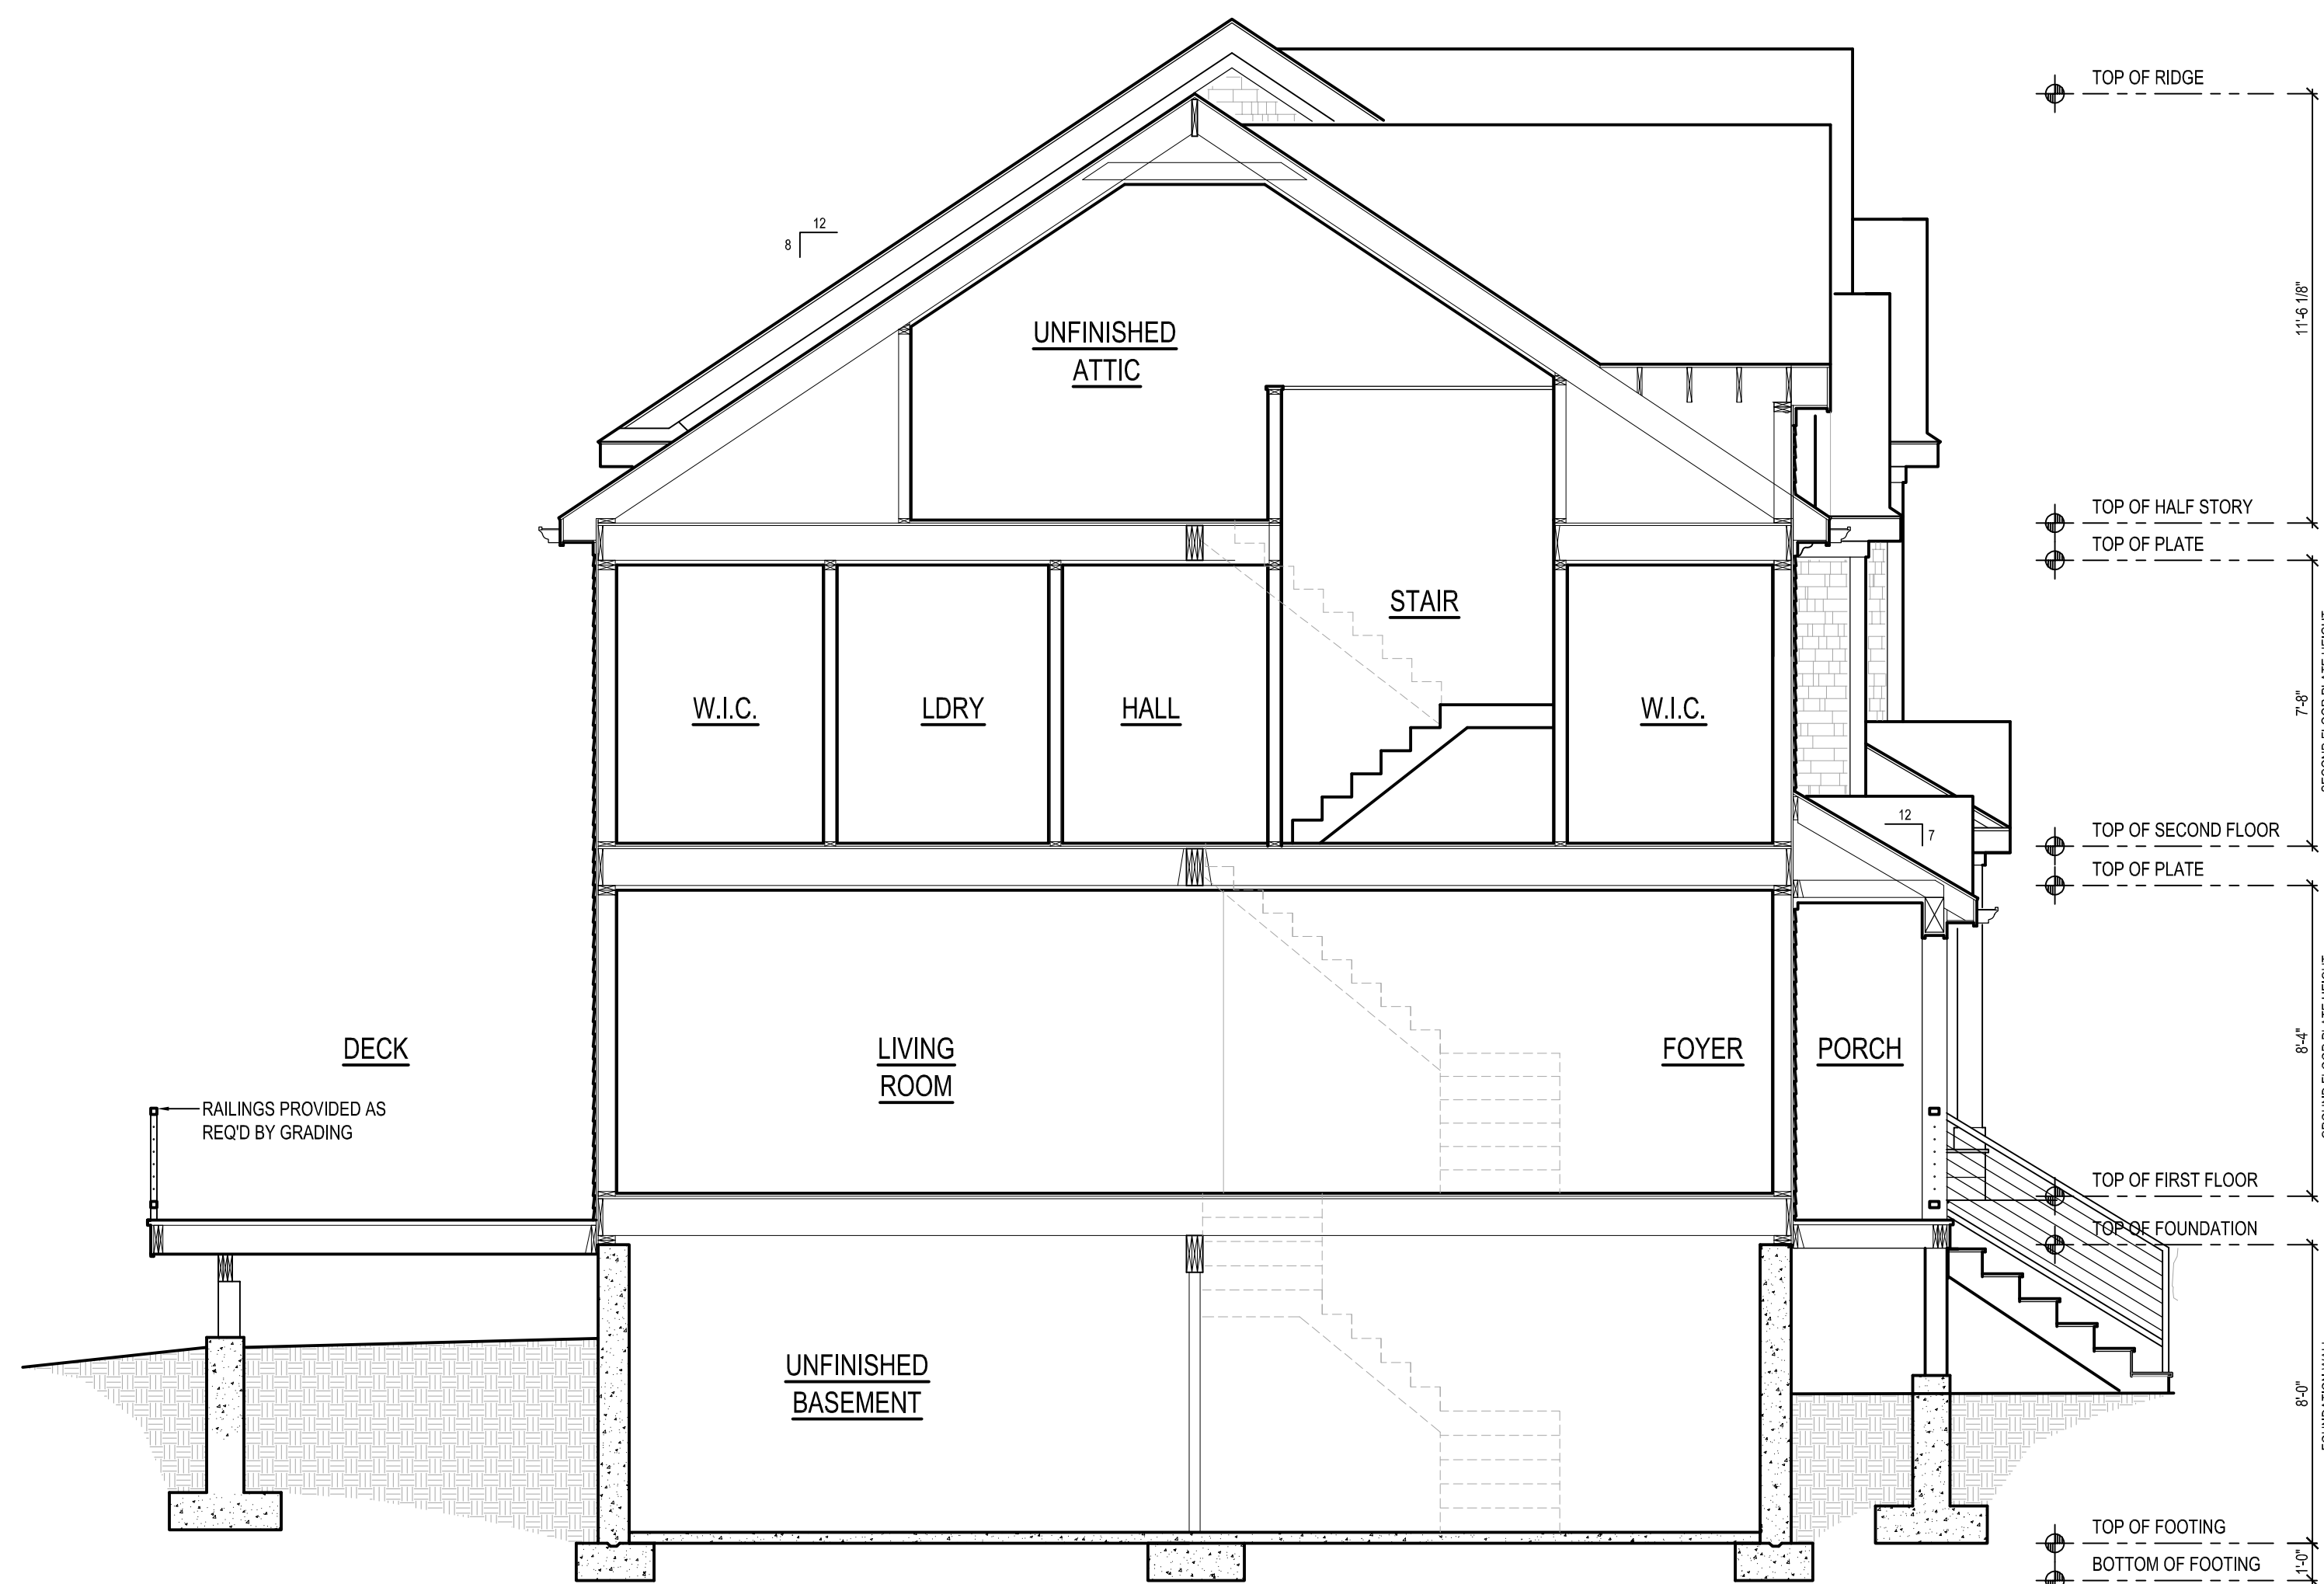 TOP OF RIDGE
12
8
11'-6 1/8"
UNFINISHED
ATTIC
TOP OF HALF STORY
TOP OF PLATE
STAIR
W.I.C.
LDRY
HALL
W.I.C.
7'-8"
12
7
TOP OF SECOND FLOOR
TOP OF PLATE
DECK
LIVING
ROOM
FOYER
PORCH
8'-4"
RAILINGS PROVIDED AS
REQ'D BY GRADING
TOP OF FIRST FLOOR
TOP OF FOUNDATION
UNFINISHED
BASEMENT
8'-0"
TOP OF FOOTING
BOTTOM OF FOOTING
1'-0"